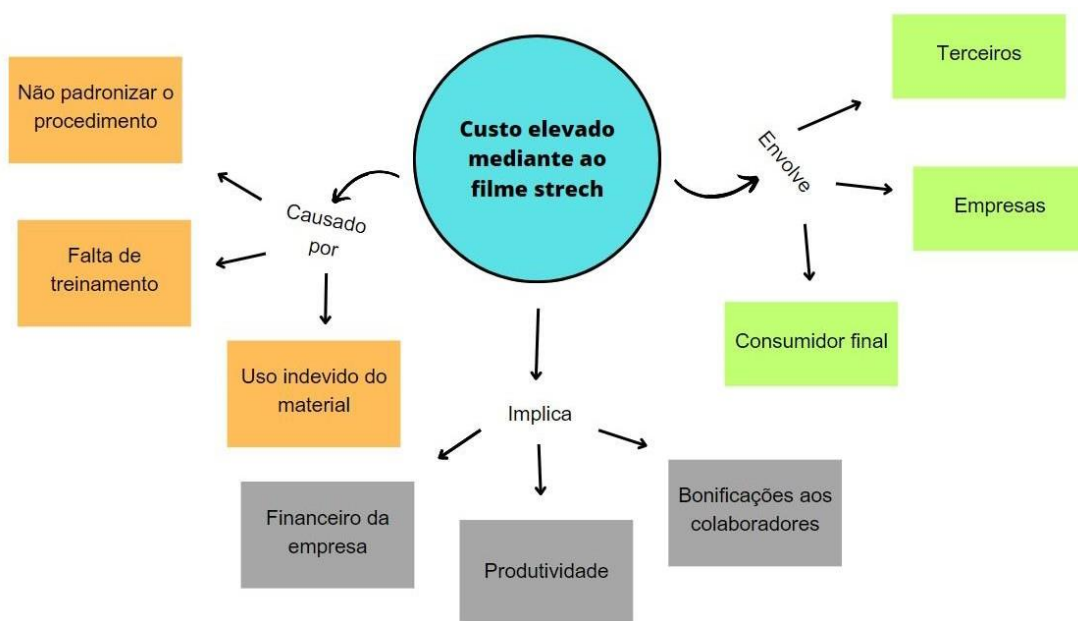 Custo elevado
mediante ao
filme strech
Causado
por
Não padronizar o
procedimento
Falta de
treinamento
Uso indevido do
material
Implica
Financeiro da
empresa
Produtividade
Bonificações aos
colaboradores
Envolve
Terceiros
Empresas
Consumidor final